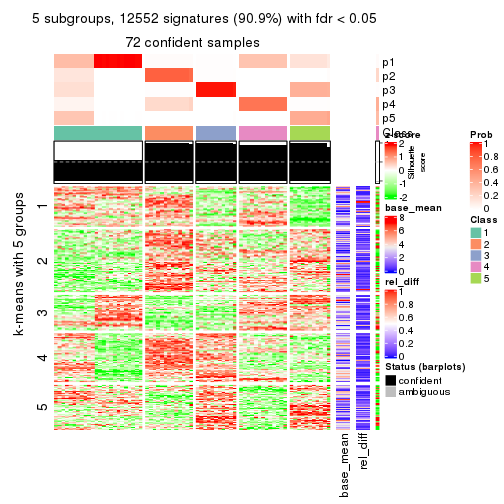 5 subgroups, 12552 signatures (90.9%) with fdr < 0.05
72 confident samples
p1
p2
p3
p4
p5
Class
Silhouette
score
1
2
3
4
5
k-means with 5 groups
base_mean
rel_diff
z-score
2
1
0
-1
-2
base_mean
8
6
4
2
0
rel_diff
1
0.8
0.6
0.4
0.2
0
Status (barplots)
confident
ambiguous
Prob
1
0.8
0.6
0.4
0.2
0
Class
1
2
3
4
5